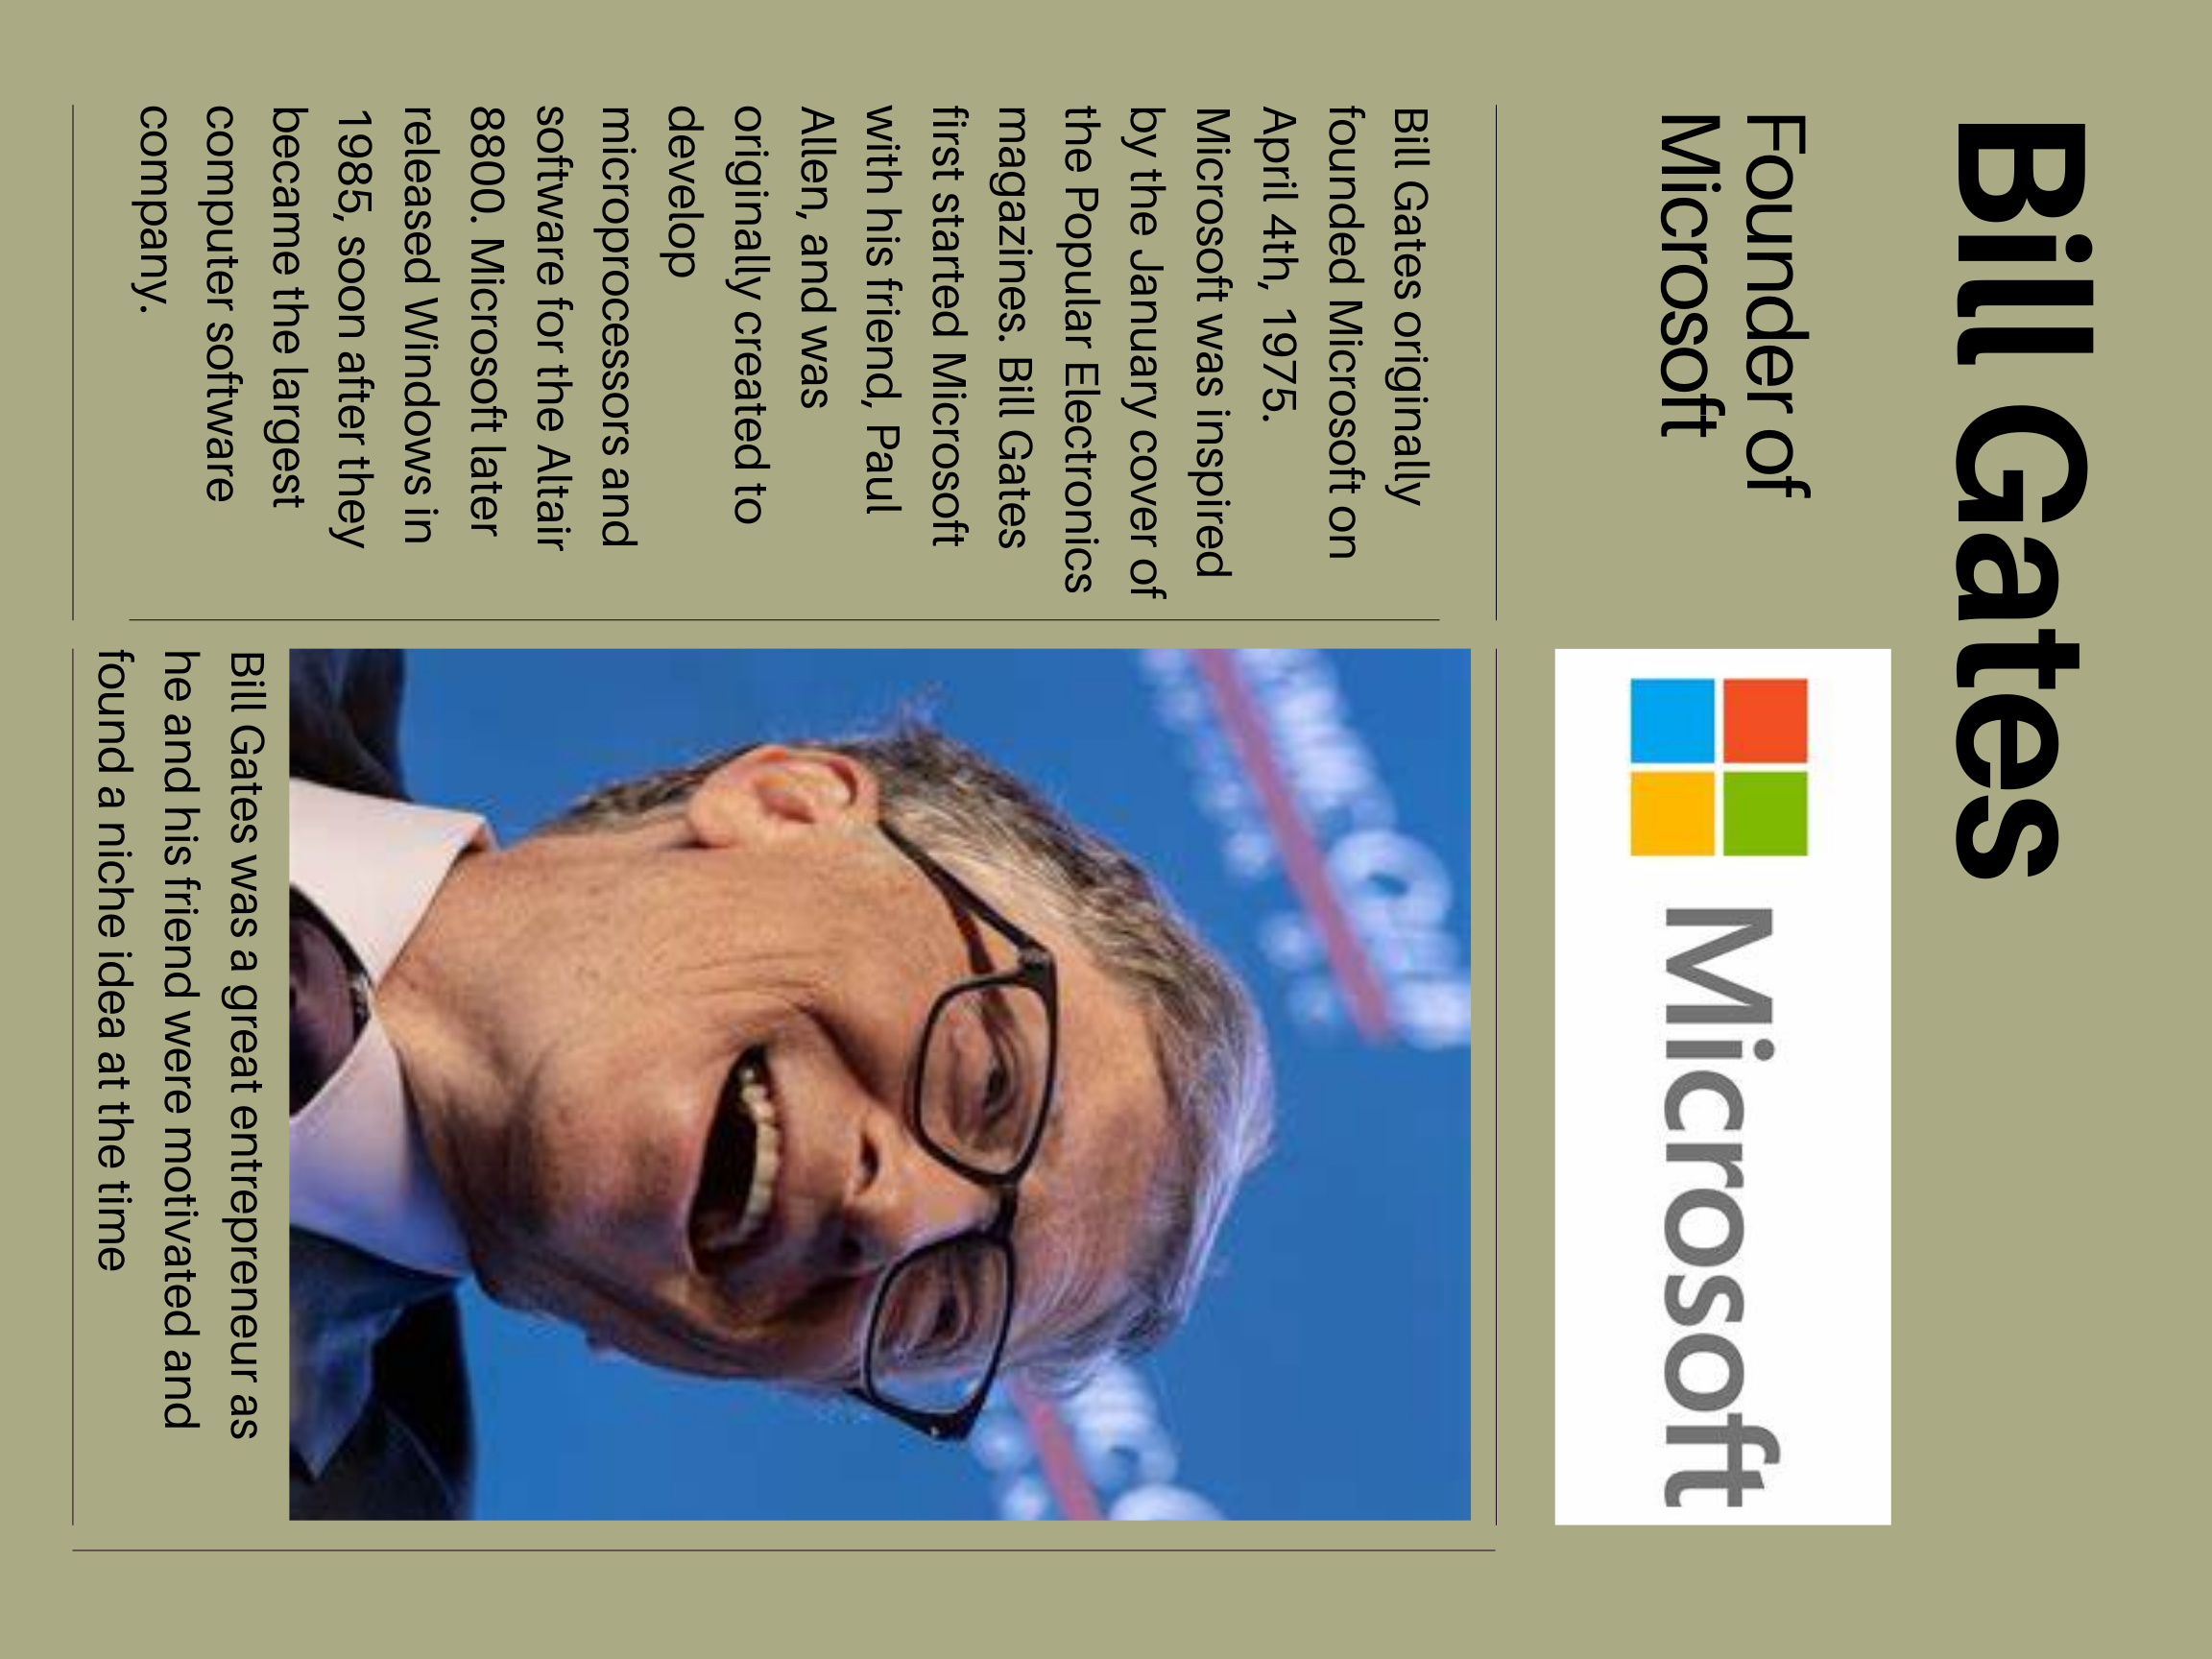 Bill Gates
Founder of
Microsoft
Microsoft
Bill Gates originally
founded Microsoft on
April 4th, 1975.
Microsoft was inspired
by the January cover of
the Popular Electronics
magazines. Bill Gates
first started Microsoft
with his friend, Paul
Allen, and was
originally created to
develop
microprocessors and
software for the Altair
8800. Microsoft later
released Windows in
1985, soon after they
became the largest
computer software
company.
Bill Gates was a great entrepreneur as
he and his friend were motivated and
found a niche idea at the time